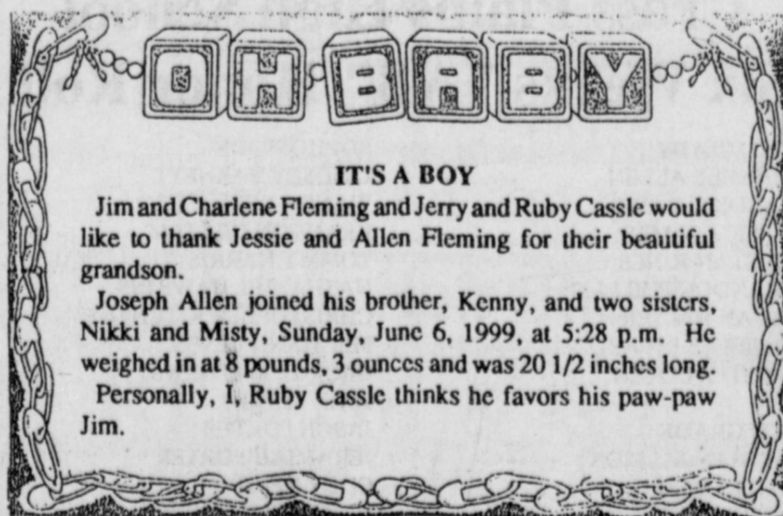 OH BABY
IT'S A BOY
Jim and Charlene Fleming and Jerry and Ruby Cassle would
like to thank Jessie and Allen Fleming for their beautiful
grandson.
Joseph Allen joined his brother, Kenny, and two sisters,
Nikki and Misty, Sunday, June 6, 1999, at 5:28 p.m. He
weighed in at 8 pounds, 3 ounces and was 20 1/2 inches long.
Personally, I, Ruby Cassle thinks he favors his paw-paw
Jim.